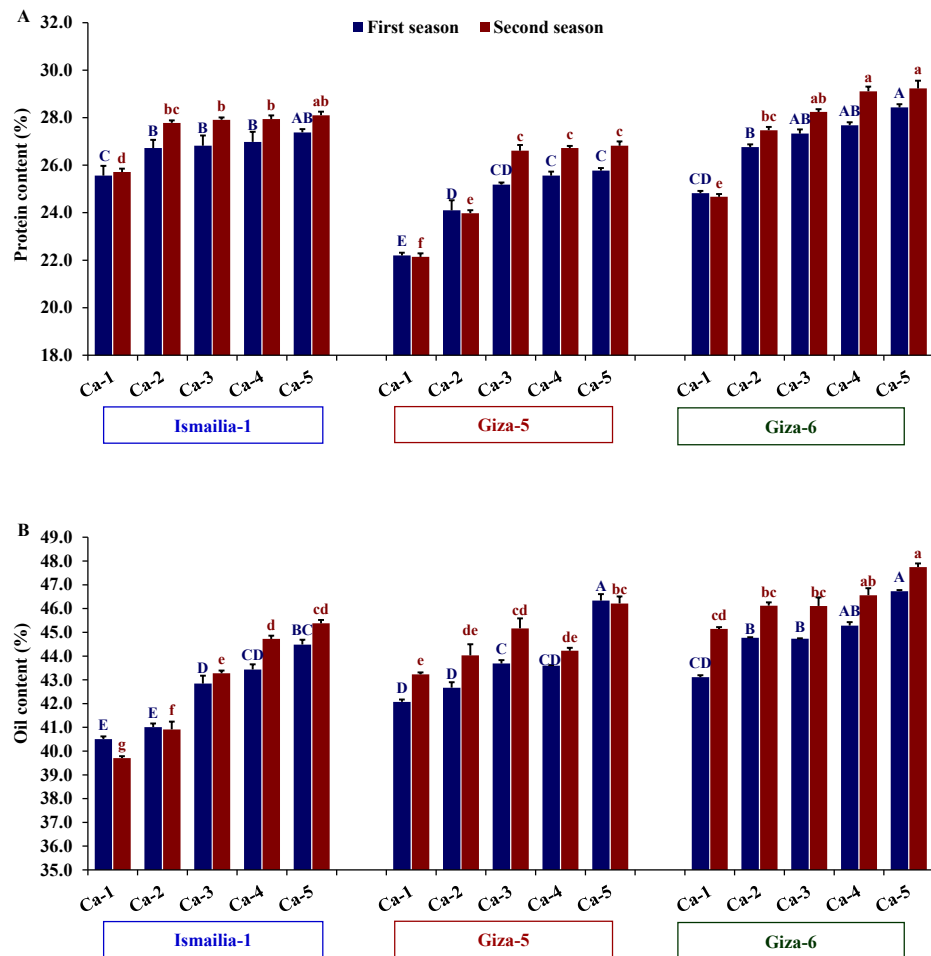 A
First season Second season
Protein content (%)
32.0
30.0
28.0
26.0
24.0
22.0
20.0
18.0
C d B bc B b B b AB ab
E f D e CD c C c C c
CD e B bc AB ab AB a A a
Ca-1 Ca-2 Ca-3 Ca-4 Ca-5 Ca-1 Ca-2 Ca-3 Ca-4 Ca-5 Ca-1 Ca-2 Ca-3 Ca-4 Ca-5
Ismailia-1 Giza-5 Giza-6
B
Oil content (%)
49.0
48.0
47.0
46.0
45.0
44.0
43.0
42.0
41.0
40.0
39.0
38.0
37.0
36.0
35.0
E g E f D e CD d BC cd
D e D de C cd CD de A bc
CD cd B bc B bc AB ab A a
Ca-1 Ca-2 Ca-3 Ca-4 Ca-5 Ca-1 Ca-2 Ca-3 Ca-4 Ca-5 Ca-1 Ca-2 Ca-3 Ca-4 Ca-5
Ismailia-1 Giza-5 Giza-6